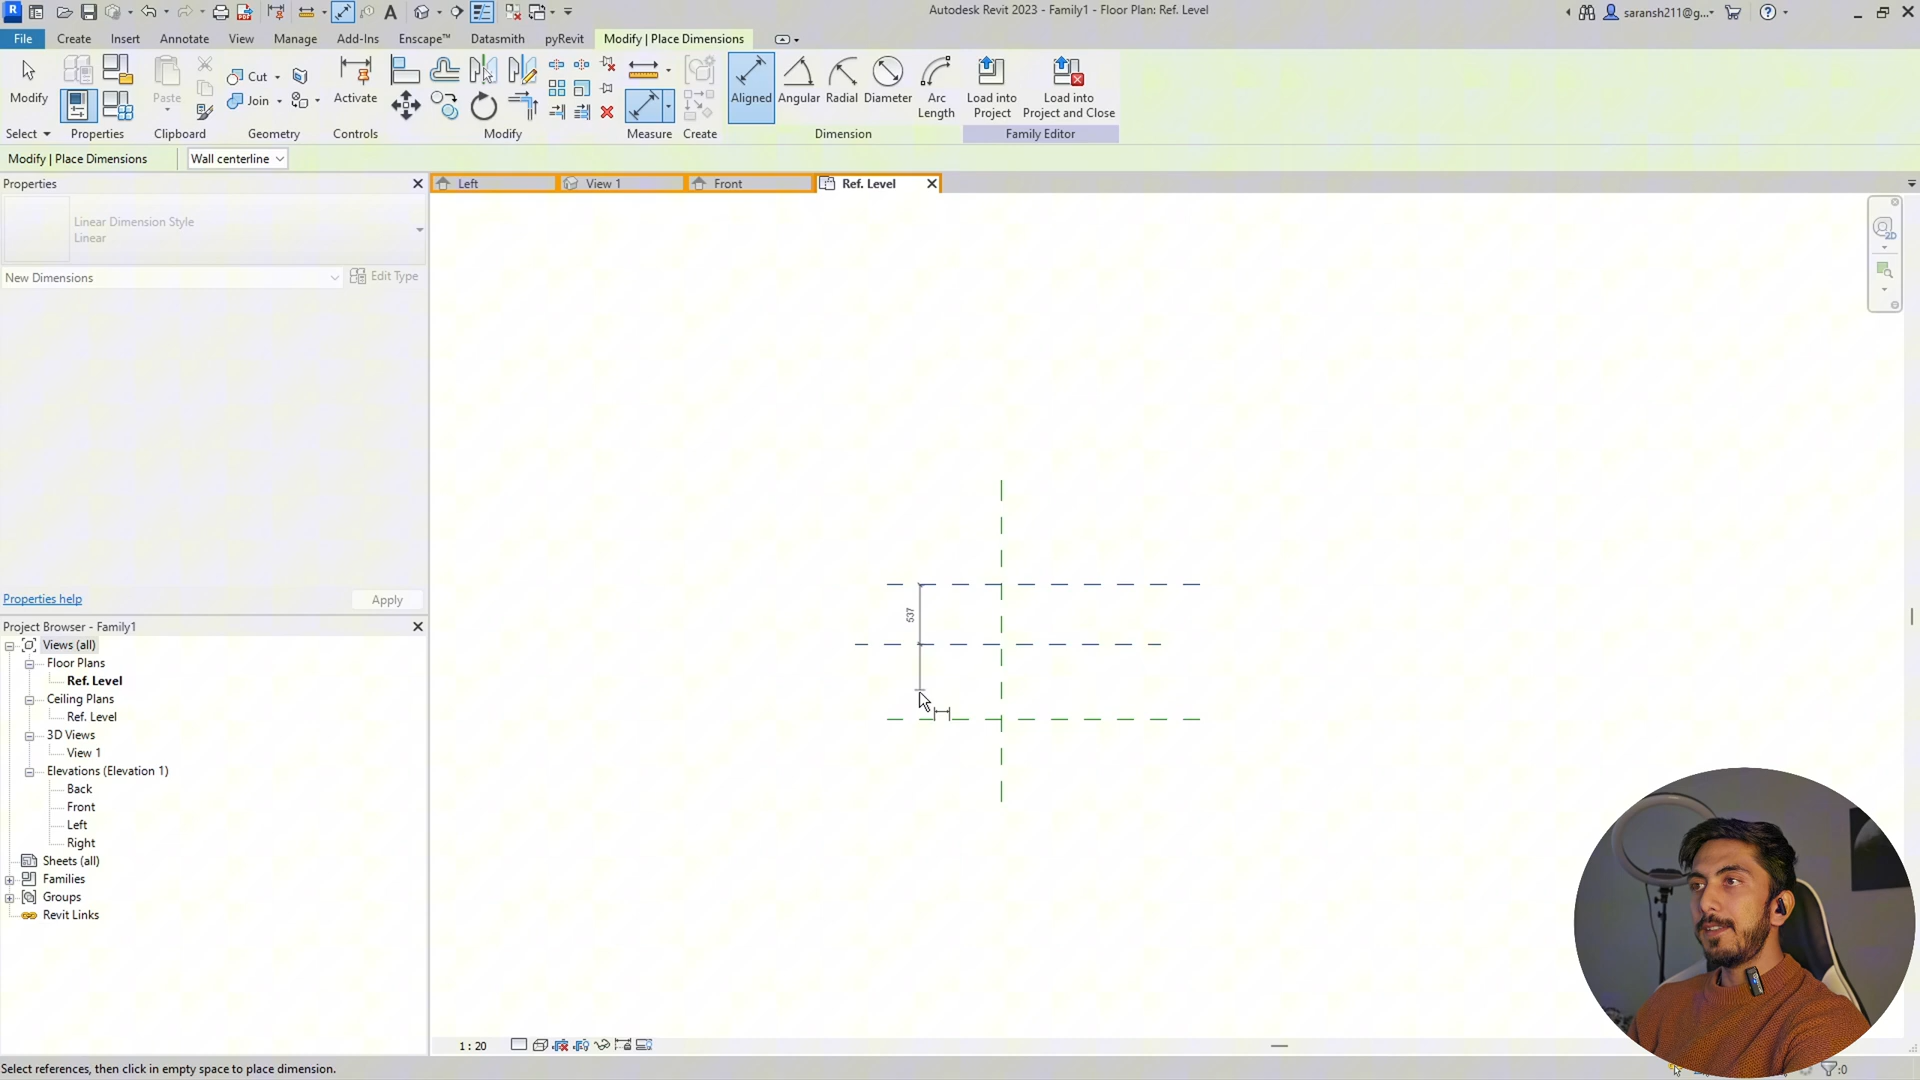 Autodesk Revit 2023 - Family1 - Floor Plan: Ref. Level
saransh211@g...
File Create Insert Annotate View Manage Add-Ins Enscape™ Datasmith pyRevit Modify | Place Dimensions
Modify
Paste
Cut
Join
Activate
Aligned Angular Radial Diameter Arc Length
Load into Project
Load into Project and Close
Select Properties Clipboard Geometry Controls Modify Measure Create Dimension Family Editor
Modify | Place Dimensions Wall centerline
Properties
Left View 1 Front Ref. Level
Linear Dimension Style
Linear
New Dimensions Edit Type
2D
537
Properties help Apply
Project Browser - Family1
Views (all)
Floor Plans
Ref. Level
Ceiling Plans
Ref. Level
3D Views
View 1
Elevations (Elevation 1)
Back
Front
Left
Right
Sheets (all)
Families
Groups
Revit Links
1 : 20
Select references, then click in empty space to place dimension.
:0